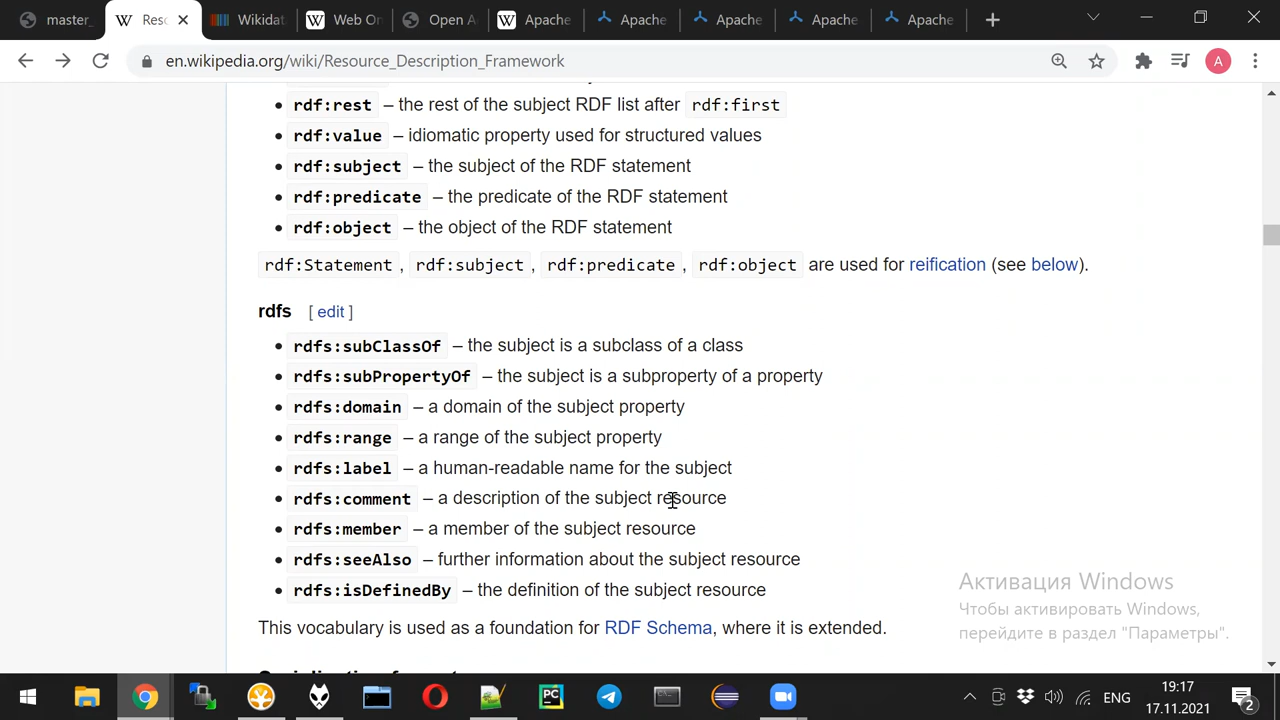 master_
Reso
Wikidat
Web On
Open A
Apache
Apache
Apache
Apache
Apache
en.wikipedia.org/wiki/Resource_Description_Framework
A
rdf:rest – the rest of the subject RDF list after rdf:first
rdf:value – idiomatic property used for structured values
rdf:subject – the subject of the RDF statement
rdf:predicate – the predicate of the RDF statement
rdf:object – the object of the RDF statement
rdf:Statement, rdf:subject, rdf:predicate, rdf:object are used for reification (see below).
rdfs [ edit ]
rdfs:subClassOf – the subject is a subclass of a class
rdfs:subPropertyOf – the subject is a subproperty of a property
rdfs:domain – a domain of the subject property
rdfs:range – a range of the subject property
rdfs:label – a human-readable name for the subject
rdfs:comment – a description of the subject resource
rdfs:member – a member of the subject resource
rdfs:seeAlso – further information about the subject resource
rdfs:isDefinedBy – the definition of the subject resource
This vocabulary is used as a foundation for RDF Schema, where it is extended.
Активация Windows
Чтобы активировать Windows,
перейдите в раздел "Параметры".
PC
ENG
19:17
17.11.2021
2